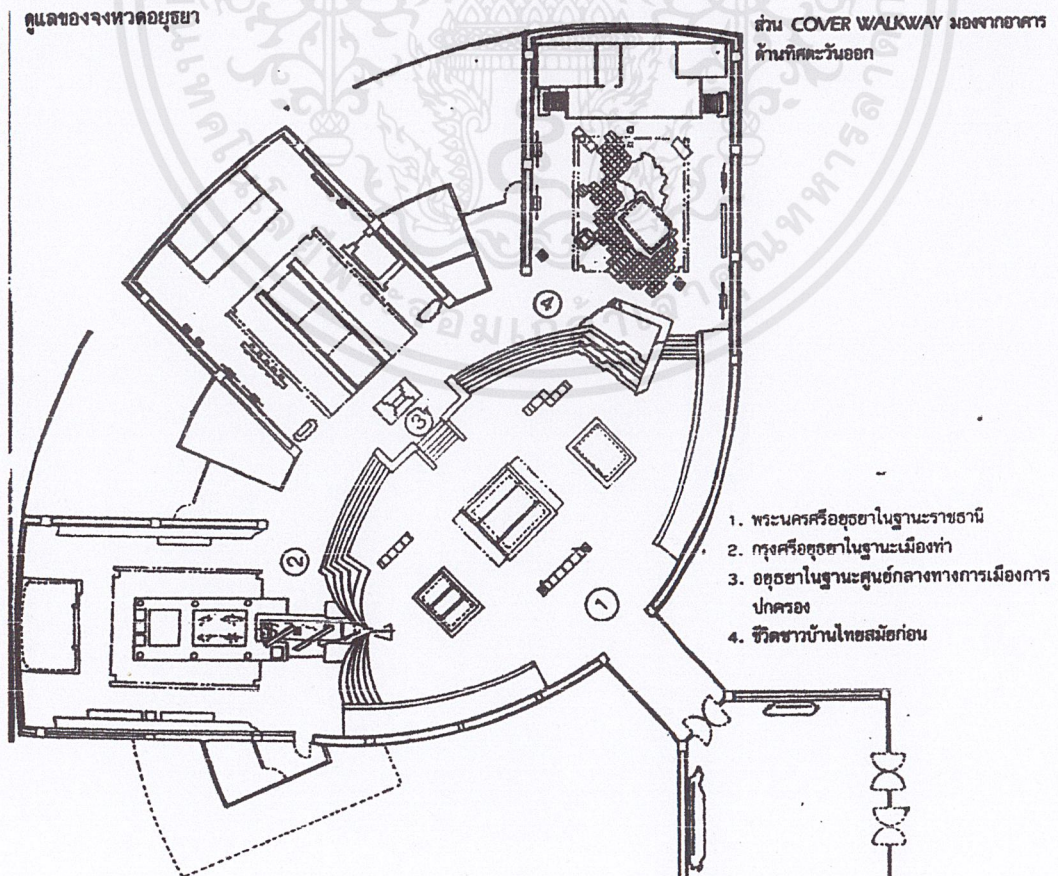 ดูแลของจังหวัดอยุธยา
ส่วน COVER WALKWAY มองจากอาคาร
ด้านทิศตะวันออก
4
3
2
1
1. พระนครศรีอยุธยาในฐานะราชธานี
2. กรุงศรีอยุธยาในฐานะเมืองท่า
3. อยุธยาในฐานะศูนย์กลางทางการเมืองการ
ปกครอง
4. ชีวิตชาวบ้านไทยสมัยก่อน